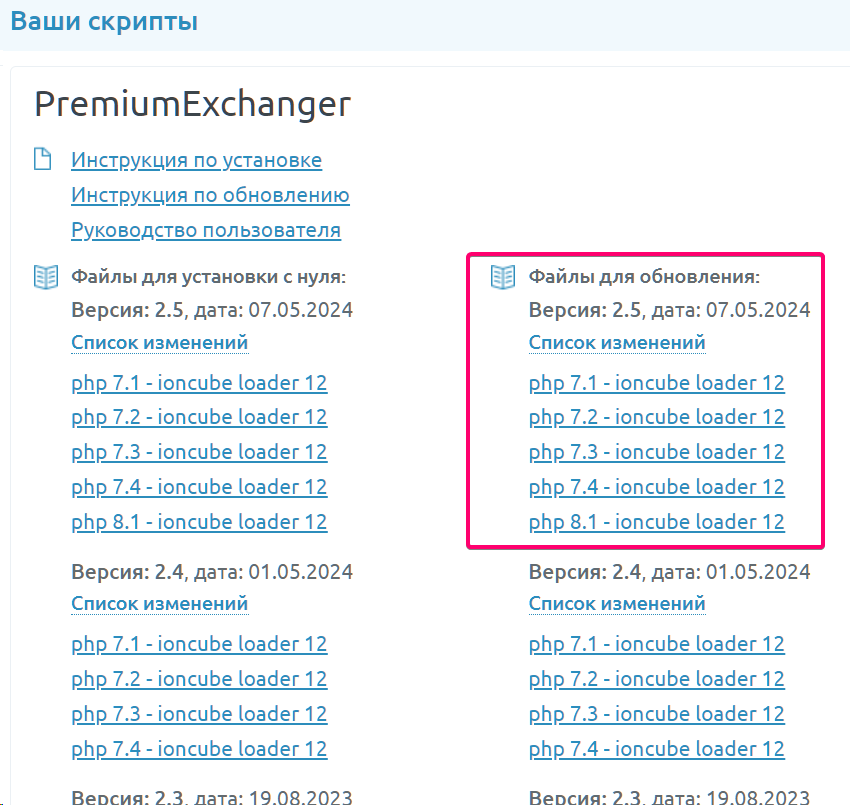 Ваши скрипты
PremiumExchanger
Инструкция по установке
Инструкция по обновлению
Руководство пользователя
Файлы для установки с нуля:
Версия: 2.5, дата: 07.05.2024
Список изменений
php 7.1 - ioncube loader 12
php 7.2 - ioncube loader 12
php 7.3 - ioncube loader 12
php 7.4 - ioncube loader 12
php 8.1 - ioncube loader 12
Версия: 2.4, дата: 01.05.2024
Список изменений
php 7.1 - ioncube loader 12
php 7.2 - ioncube loader 12
php 7.3 - ioncube loader 12
php 7.4 - ioncube loader 12
Версия: 2.3, дата: 19.08.2023
Файлы для обновления:
Версия: 2.5, дата: 07.05.2024
Список изменений
php 7.1 - ioncube loader 12
php 7.2 - ioncube loader 12
php 7.3 - ioncube loader 12
php 7.4 - ioncube loader 12
php 8.1 - ioncube loader 12
Версия: 2.4, дата: 01.05.2024
Список изменений
php 7.1 - ioncube loader 12
php 7.2 - ioncube loader 12
php 7.3 - ioncube loader 12
php 7.4 - ioncube loader 12
Версия: 2.3, дата: 19.08.2023